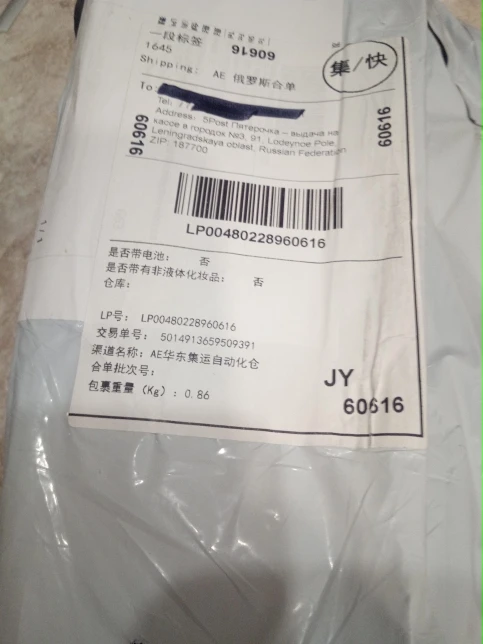 一段标签
1645
60616
集/快
Shipping: AE 俄罗斯合单
To:
Tel: /7
Address: 5Post Пятерочка – выдача на
кассе в городок №3, 91, Lodeynoe Pole,
Leningradskaya oblast, Russian Federation
ZIP: 187700
60616
60616
LP00480228960616
是否带电池： 否
是否带有非液体化妆品： 否
仓库：
LP号： LP00480228960616
交易单号： 5014913659509391
渠道名称： AE华东集运自动化仓
合单批次号：
包裹重量（Kg）：0.86
JY
60616